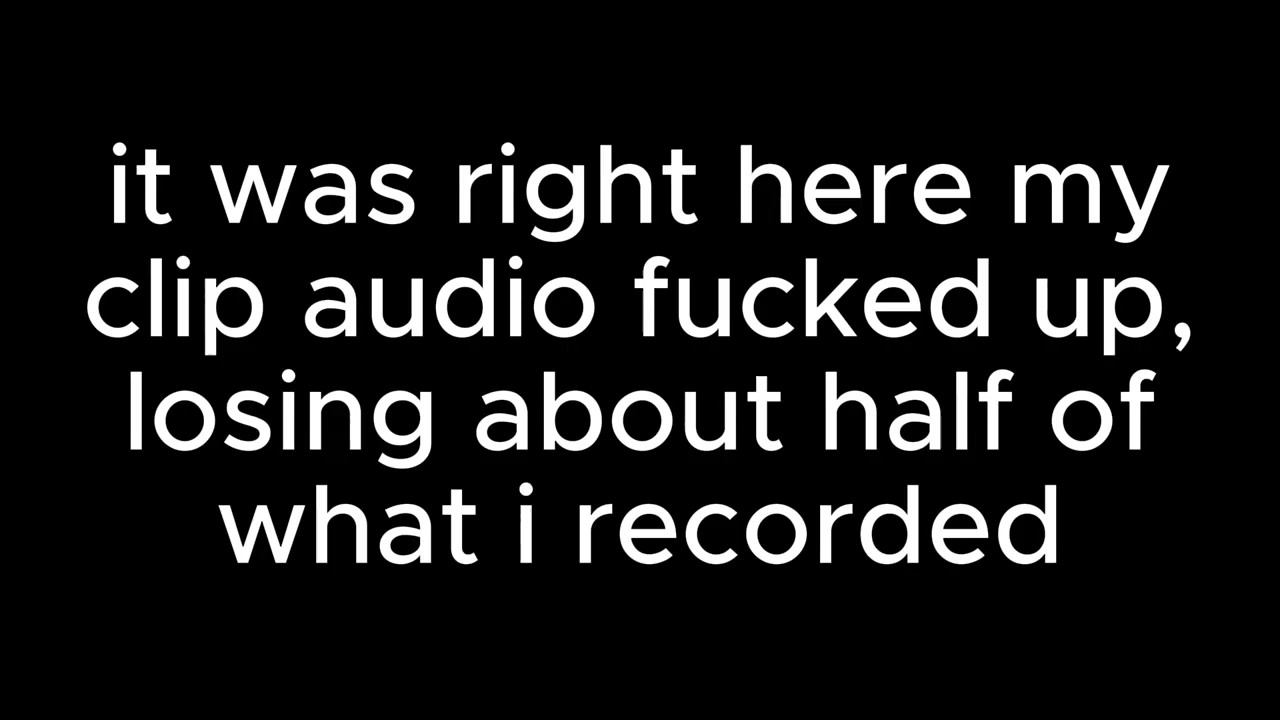 it was right here my
clip audio fucked up,
losing about half of
what i recorded